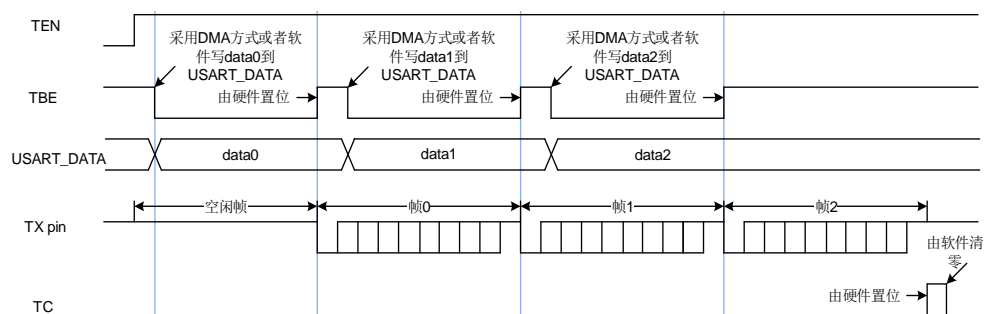 TEN
采用DMA方式或者软
件写data0到
USART_DATA
采用DMA方式或者软
件写data1到
USART_DATA
采用DMA方式或者软
件写data2到
USART_DATA
TBE
由硬件置位
由硬件置位
由硬件置位
USART_DATA
data0
data1
data2
空闲帧
帧0
帧1
帧2
TX pin
由软件清
零
由硬件置位
TC